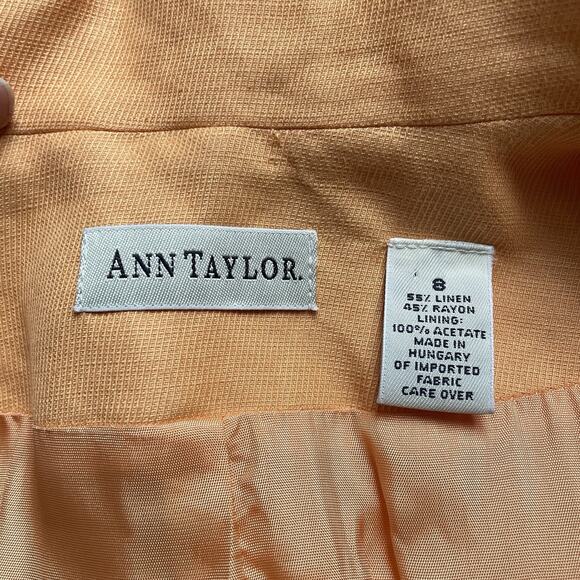 ANN TAYLOR.
8
55% LINEN
45% RAYON
LINING:
100% ACETATE
MADE IN
HUNGARY
OF IMPORTED
FABRIC
CARE OVER